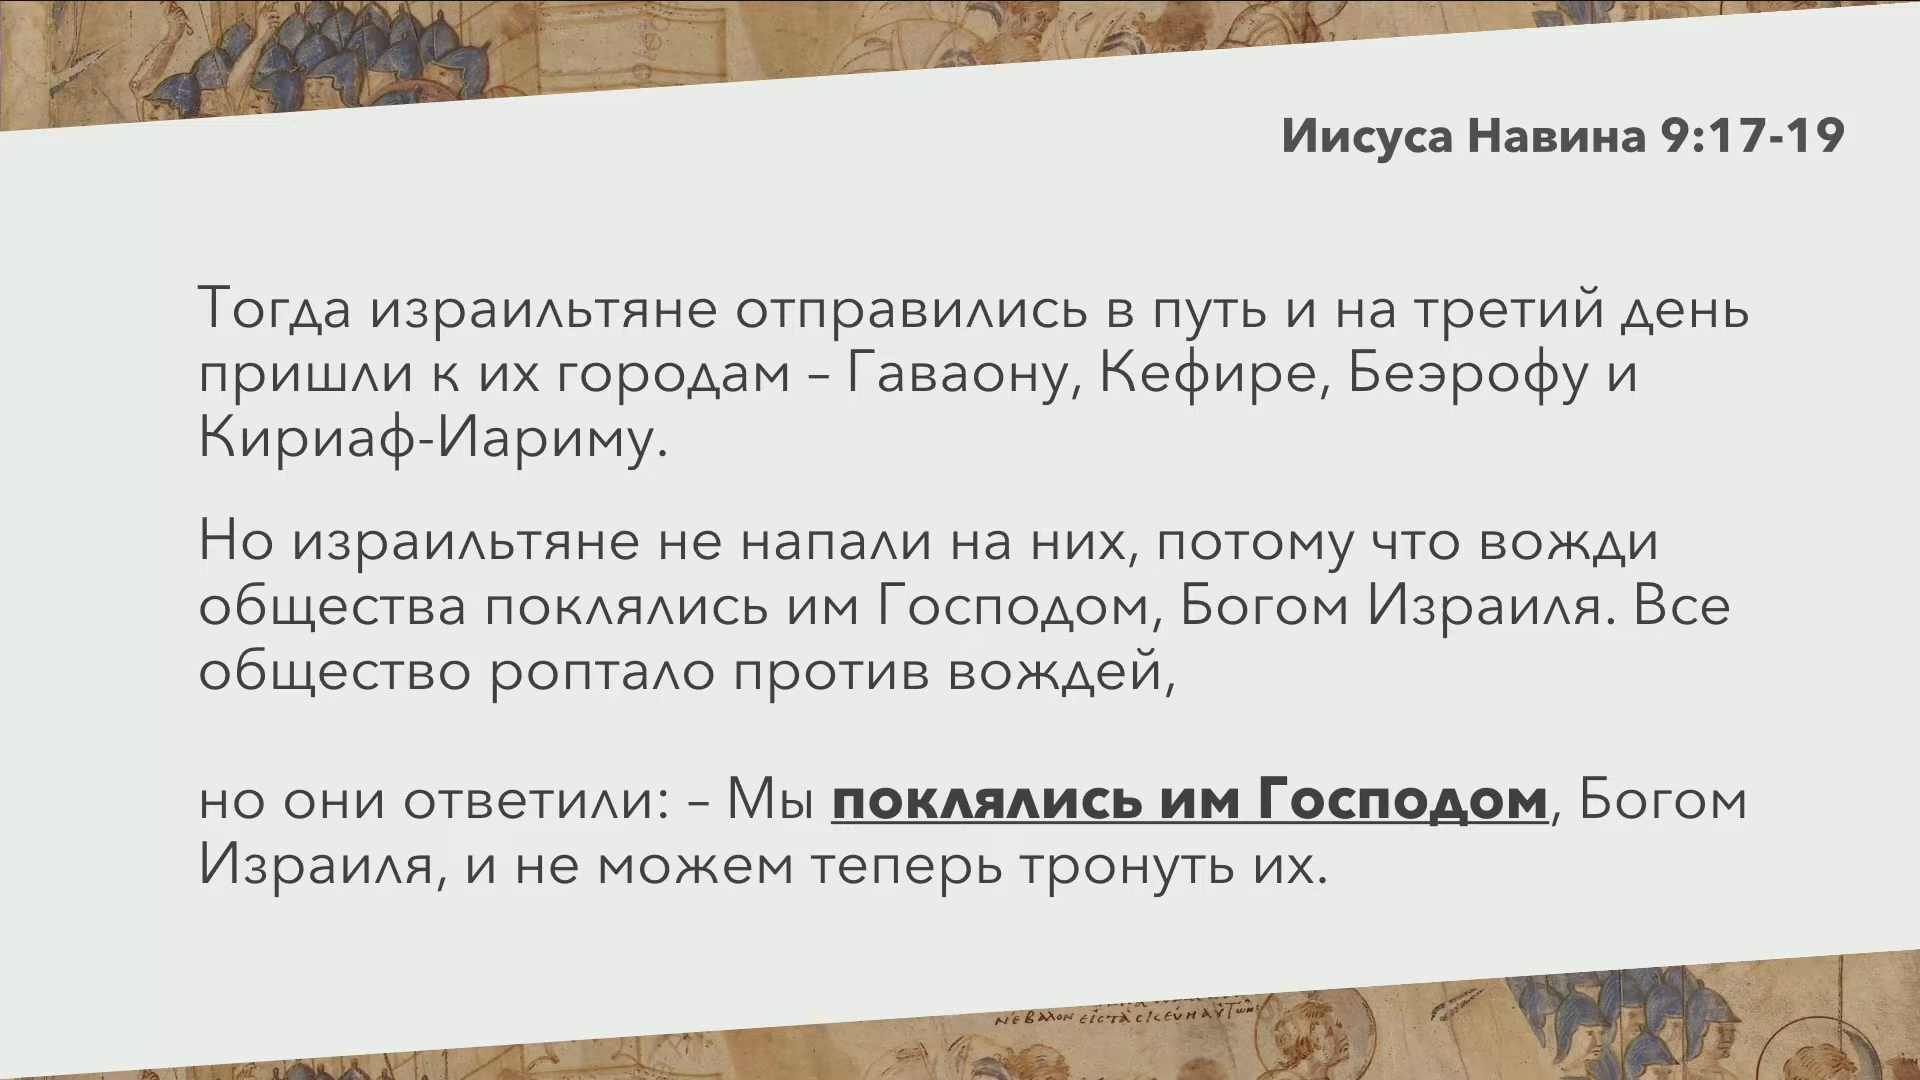 Иисуса Навина 9:17-19
Тогда израильтяне отправились в путь и на третий день
пришли к их городам – Гаваону, Кефире, Беэрофу и
Кириаф-Иариму.
Но израильтяне не напали на них, потому что вожди
общества поклялись им Господом, Богом Израиля. Все
общество роптало против вождей,
но они ответили: – Мы поклялись им Господом, Богом
Израиля, и не можем теперь тронуть их.